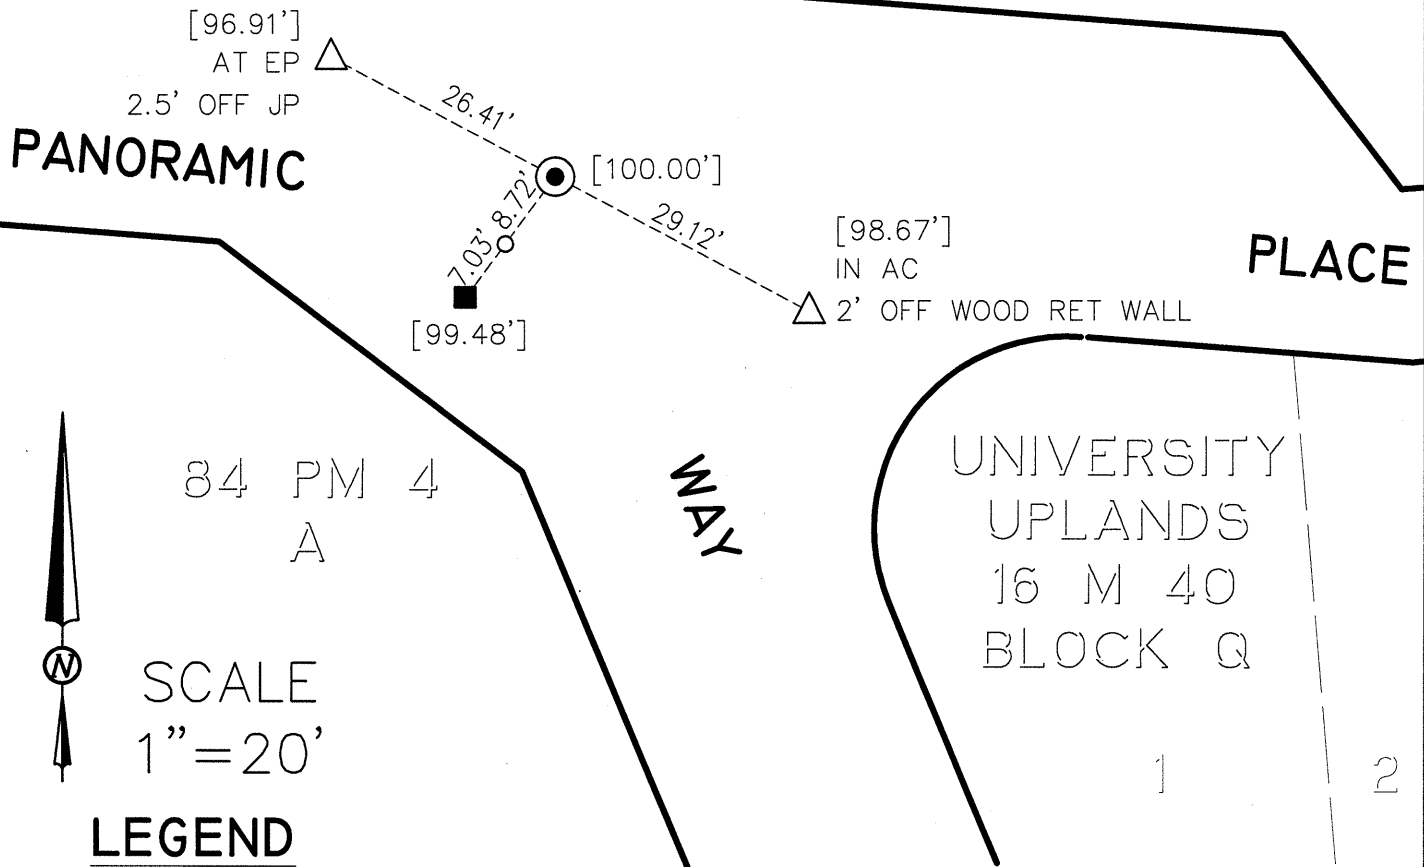 [96.91']
AT EP
2.5' OFF JP
26.41'
PANORAMIC
[100.00']
8.72'
7.03'
29.12'
[98.67']
IN AC
2' OFF WOOD RET WALL
PLACE
[99.48']
WAY
84 PM 4
A
UNIVERSITY
UPLANDS
16 M 40
BLOCK Q
N
SCALE
1"=20'
1
2
LEGEND